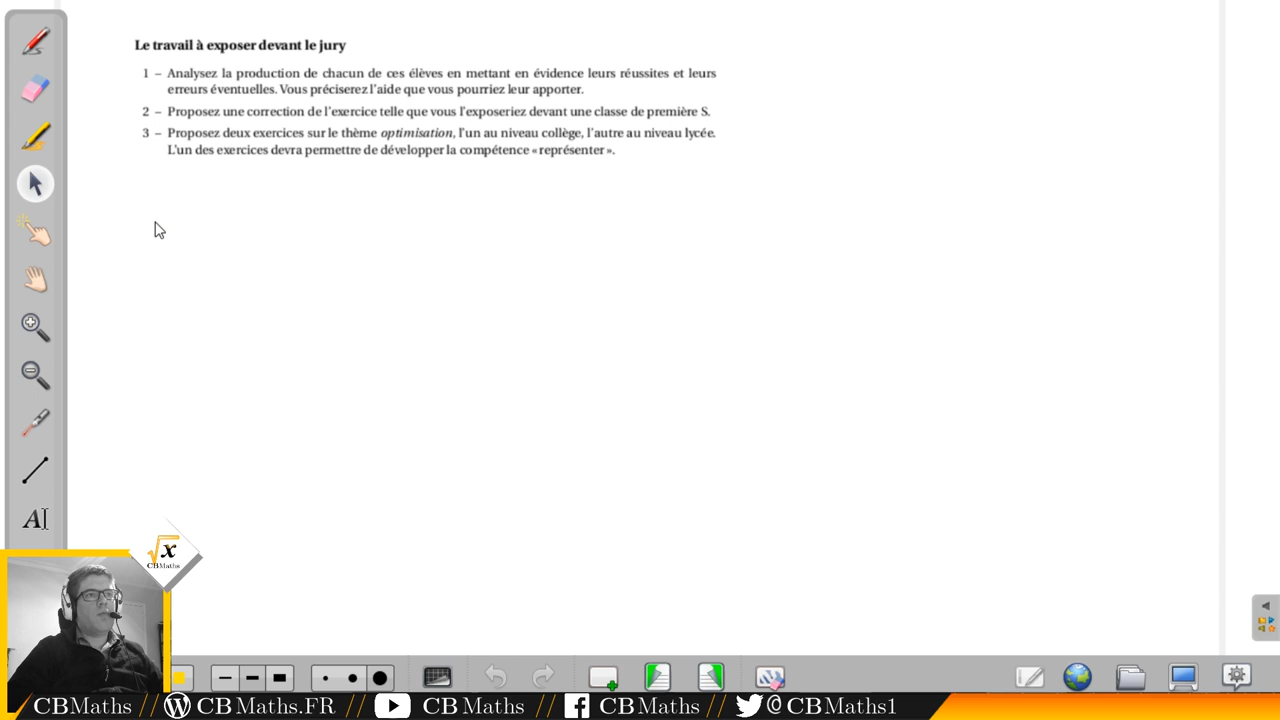 Le travail à exposer devant le jury
1 – Analysez la production de chacun de ces élèves en mettant en évidence leurs réussites et leurs
erreurs éventuelles. Vous préciserez l'aide que vous pourriez leur apporter.
2 – Proposez une correction de l'exercice telle que vous l'exposeriez devant une classe de première S.
3 – Proposez deux exercices sur le thème optimisation, l'un au niveau collège, l'autre au niveau lycée.
L'un des exercices devra permettre de développer la compétence « représenter ».
A
√x
CBMaths
CBMaths // CBMaths.FR // CBMaths // CBMaths // @CBMaths1